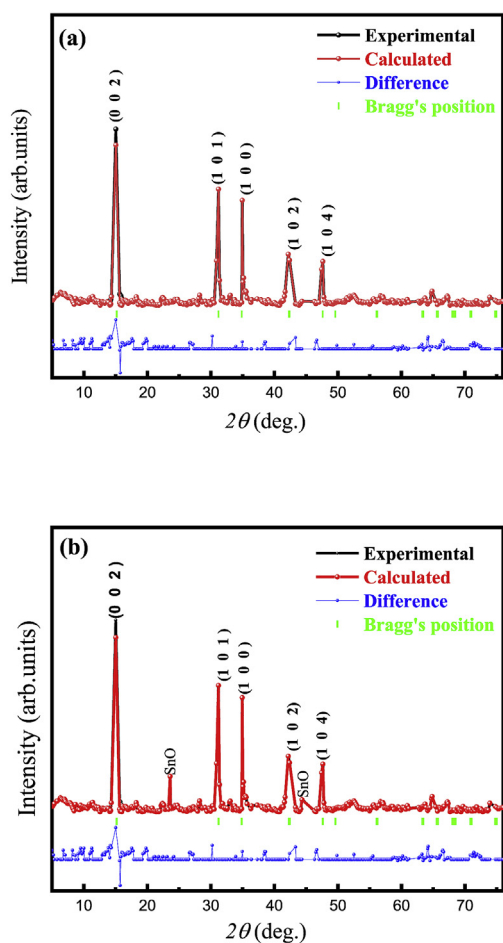 (a)
Experimental
Calculated
Difference
Bragg's position
(0 0 2)
(1 0 1)
(1 0 0)
(1 0 2)
(1 0 4)
Intensity (arb.units)
10 20 30 40 50 60 70
2θ (deg.)
(b)
Experimental
Calculated
Difference
Bragg's position
(0 0 2)
SnO
(1 0 1)
(1 0 0)
(1 0 2)
SnO
(1 0 4)
Intensity (arb.units)
10 20 30 40 50 60 70
2θ (deg.)